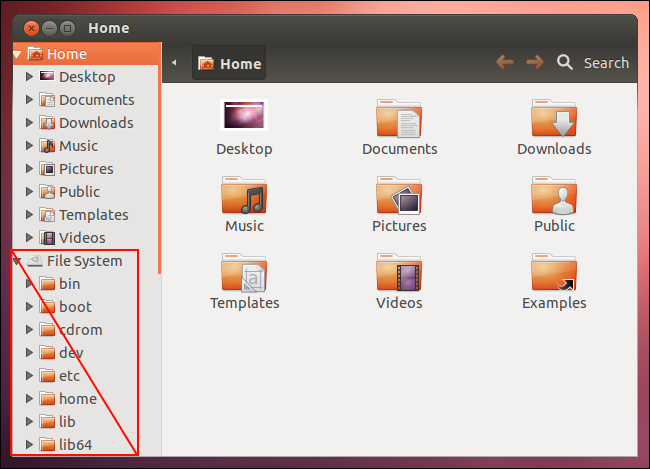 Home
Home
Desktop
Documents
Downloads
Music
Pictures
Public
Templates
Videos
File System
bin
boot
cdrom
dev
etc
home
lib
lib64
Home
Search
Desktop
Documents
Downloads
Music
Pictures
Public
Templates
Videos
Examples